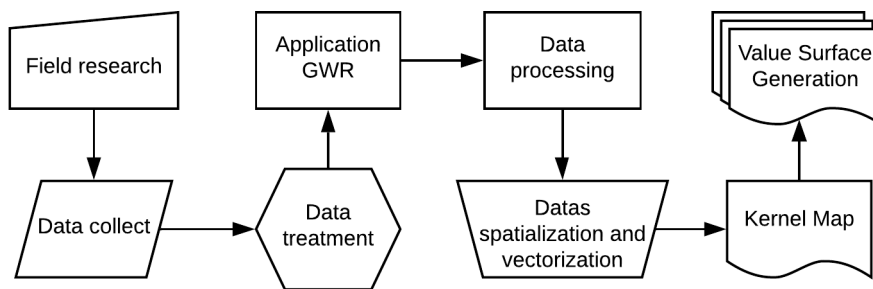 Field research
Data collect
Data
treatment
Application
GWR
Data
processing
Datas
spatialization and
vectorization
Kernel Map
Value Surface
Generation